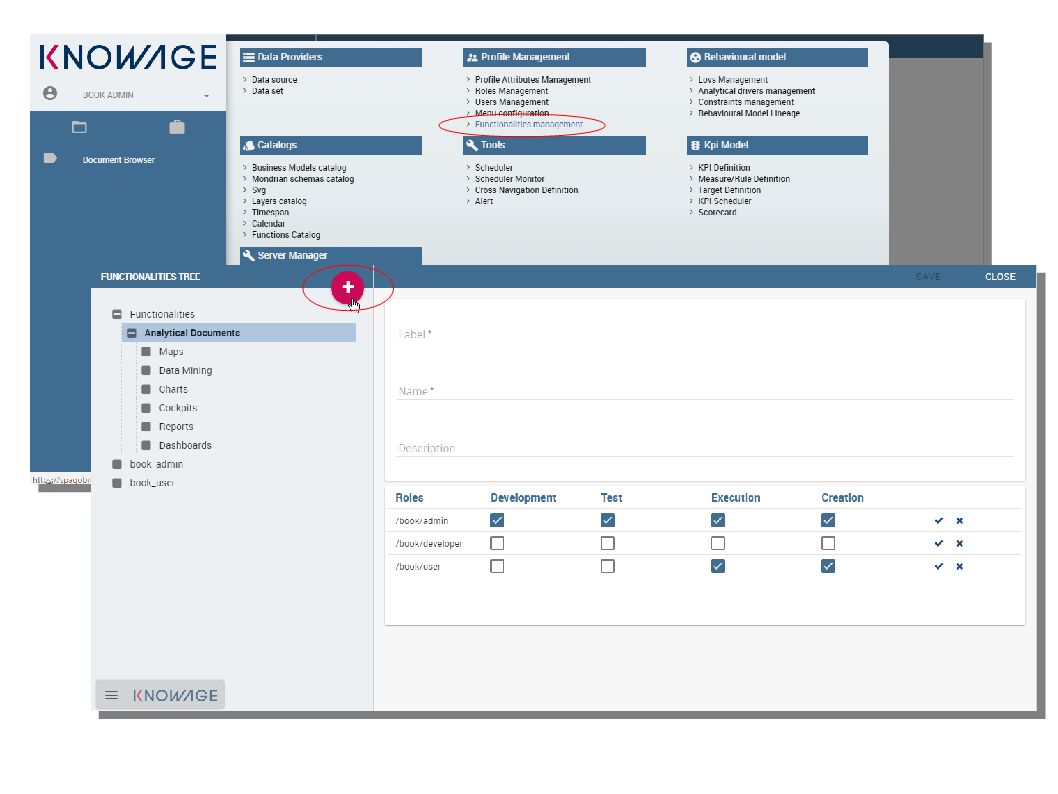 KNOWAGE
BOOK ADMIN
Document Browser
Data Providers
Data source
Data set
Profile Management
Profile Attributes Management
Roles Management
Users Management
Menu configuration
Functionalities management
Behavioural model
Lovs Management
Analytical drivers management
Constraints management
Behavioural Model Lineage
Catalogs
Business Models catalog
Mondrian schemas catalog
Svg
Layers catalog
Timespan
Calendar
Functions Catalog
Tools
Scheduler
Scheduler Monitor
Cross Navigation Definition
Alert
Kpi Model
KPI Definition
Measure/Rule Definition
Target Definition
KPI Scheduler
Scorecard
Server Manager
FUNCTIONALITIES TREE
SAVE CLOSE
Functionalities
Analytical Documents
Maps
Data Mining
Charts
Cockpits
Reports
Dashboards
book_admin
book_user
Label *
Name *
Description
Roles Development Test Execution Creation
/book/admin
/book/developer
/book/user
KNOWAGE